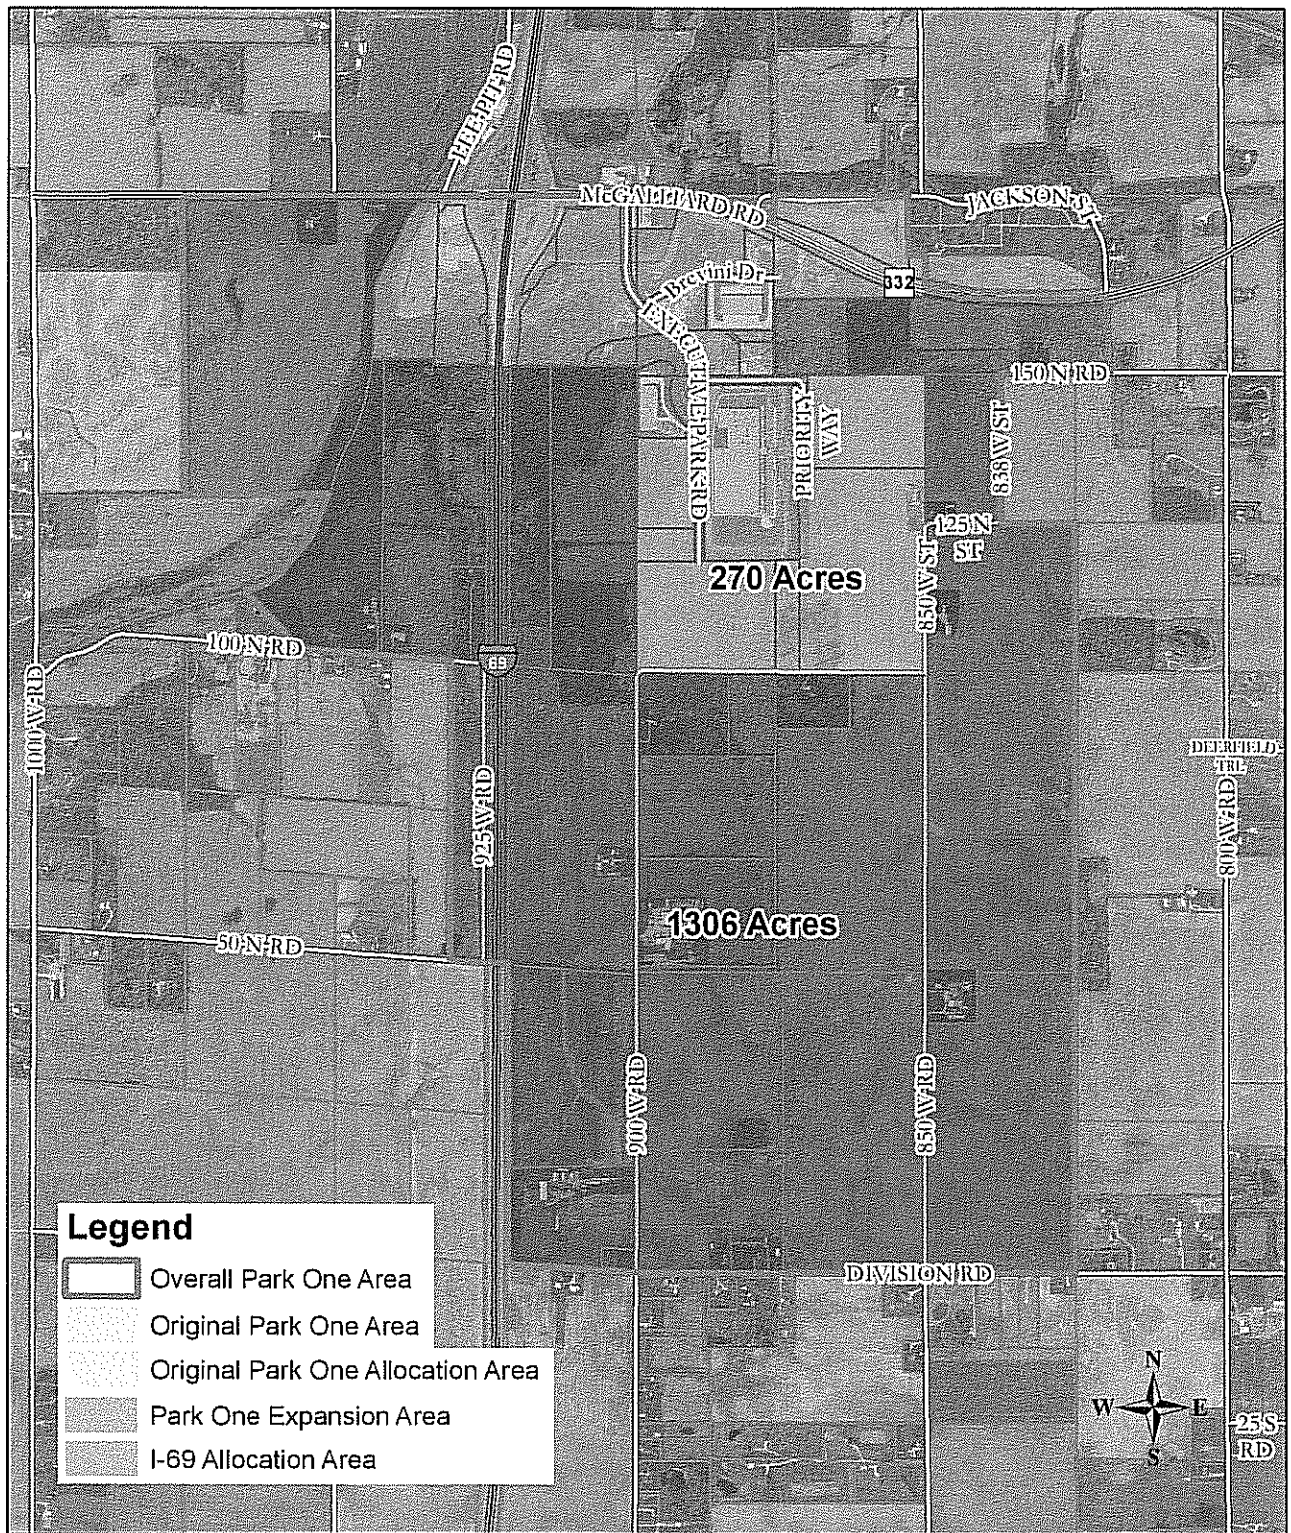 LEE PIT RD
McGALLIARD RD
JACKSON ST
Brevini Dr
332
EXECUTIVE PARK RD
150 N RD
PRIORITY
WAY
838 W ST
125 N
ST
270 Acres
850 W ST
100 N RD
69
1000 W RD
DEERFIELD
TRL
925 W RD
800 W RD
1306 Acres
50 N RD
900 W RD
850 W RD
DIVISION RD
Legend
Overall Park One Area
Original Park One Area
Original Park One Allocation Area
Park One Expansion Area
I-69 Allocation Area
N
W
E
S
25 S
RD